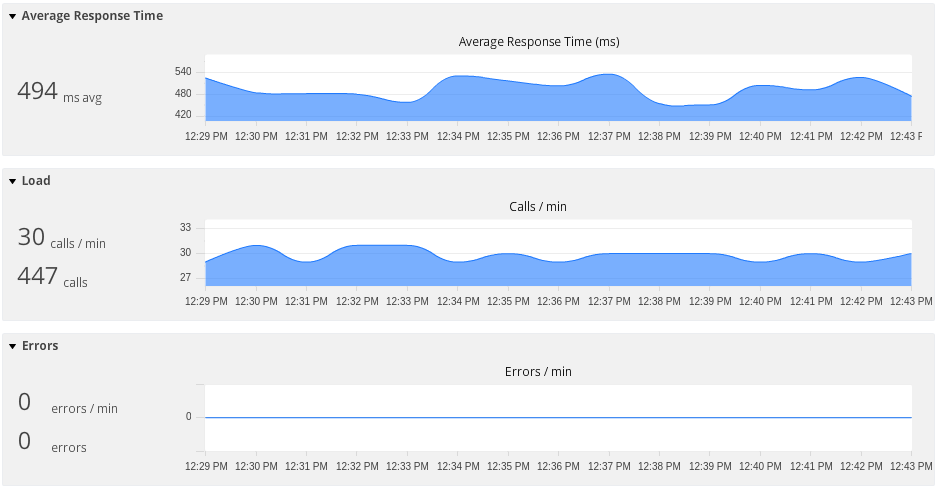 Average Response Time
Average Response Time (ms)
494 ms avg
540
480
420
12:29 PM 12:30 PM 12:31 PM 12:32 PM 12:33 PM 12:34 PM 12:35 PM 12:36 PM 12:37 PM 12:38 PM 12:39 PM 12:40 PM 12:41 PM 12:42 PM 12:43 P
Load
Calls / min
30 calls / min
447 calls
33
30
27
12:29 PM 12:30 PM 12:31 PM 12:32 PM 12:33 PM 12:34 PM 12:35 PM 12:36 PM 12:37 PM 12:38 PM 12:39 PM 12:40 PM 12:41 PM 12:42 PM 12:43 PM
Errors
Errors / min
0 errors / min
0 errors
0
12:29 PM 12:30 PM 12:31 PM 12:32 PM 12:33 PM 12:34 PM 12:35 PM 12:36 PM 12:37 PM 12:38 PM 12:39 PM 12:40 PM 12:41 PM 12:42 PM 12:43 PM